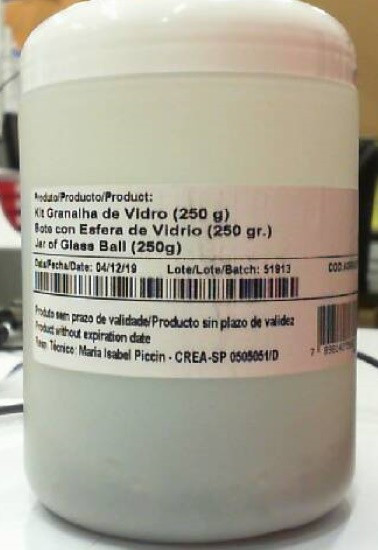 Produto/Producto/Product:
Kit Granalha de Vidro (250 g)
Bote con Esfera de Vidrio (250 gr.)
Jar of Glass Ball (250g)
Data/Fecha/Date: 04/12/19 Lote/Lote/Batch: 51913
Produto sem prazo de validade/Producto sin plazo de validez
Product without expiration date
Resp. Técnico: Maria Isabel Piccin - CREA-SP 0505051/D